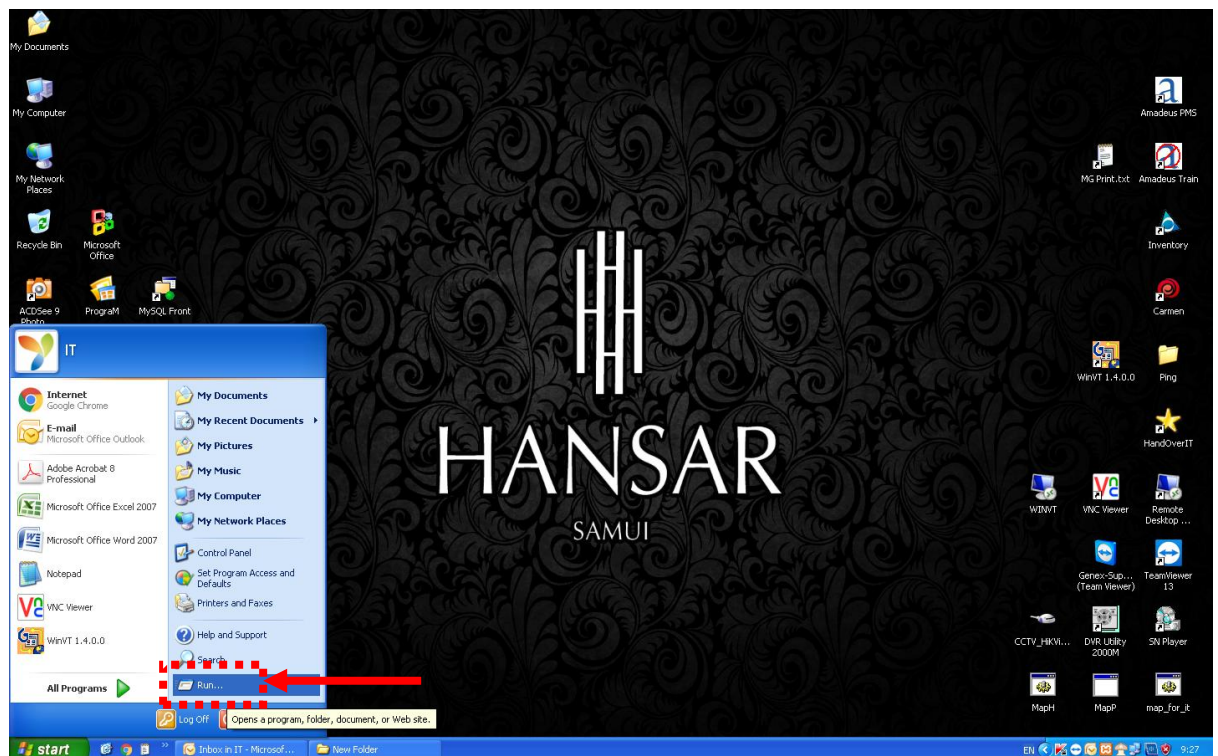 My Documents
My Computer
My Network
Places
Recycle Bin
Microsoft
Office
ACDSee 9
Photo
PrograM
MySQL Front
Amadeus PMS
MG Print.txt
Amadeus Train
Inventory
Carmen
WinVT 1.4.0.0
Ping
HandOverIT
WINVT
VNC Viewer
Remote
Desktop ...
Genex-Sup...
(Team Viewer)
TeamViewer
13
CCTV_HiKVi...
DVR Utility
2000M
SN Player
MapH
MapP
map_for_it
HANSAR
SAMUI
IT
Internet
Google Chrome
E-mail
Microsoft Office Outlook
Adobe Acrobat 8
Professional
Microsoft Office Excel 2007
Microsoft Office Word 2007
Notepad
VNC Viewer
WinVT 1.4.0.0
All Programs
My Documents
My Recent Documents
My Pictures
My Music
My Computer
My Network Places
Control Panel
Set Program Access and
Defaults
Printers and Faxes
Help and Support
Search
Run...
Log Off
Opens a program, folder, document, or Web site.
start
Inbox in IT - Microsof...
New Folder
EN
9:27